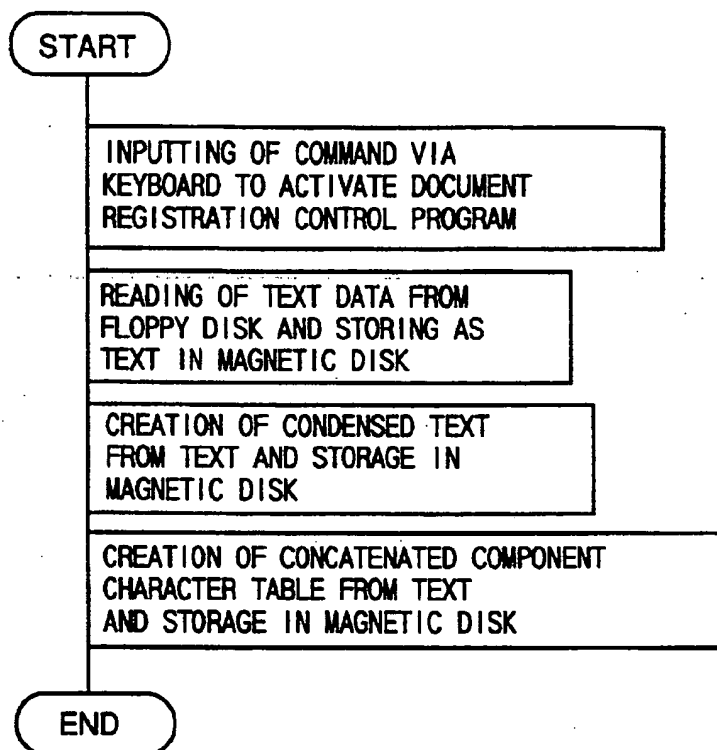 START
INPUTTING OF COMMAND VIA
KEYBOARD TO ACTIVATE DOCUMENT
REGISTRATION CONTROL PROGRAM
READING OF TEXT DATA FROM
FLOPPY DISK AND STORING AS
TEXT IN MAGNETIC DISK
CREATION OF CONDENSED TEXT
FROM TEXT AND STORAGE IN
MAGNETIC DISK
CREATION OF CONCATENATED COMPONENT
CHARACTER TABLE FROM TEXT
AND STORAGE IN MAGNETIC DISK
END